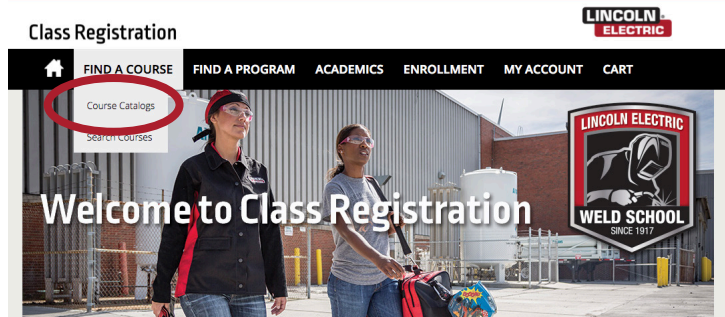 LINCOLN
ELECTRIC
Class Registration
FIND A COURSE FIND A PROGRAM ACADEMICS ENROLLMENT MY ACCOUNT CART
Course Catalogs
Search Courses
LINCOLN ELECTRIC
Welcome to Class Registration
WELD SCHOOL
SINCE 1917